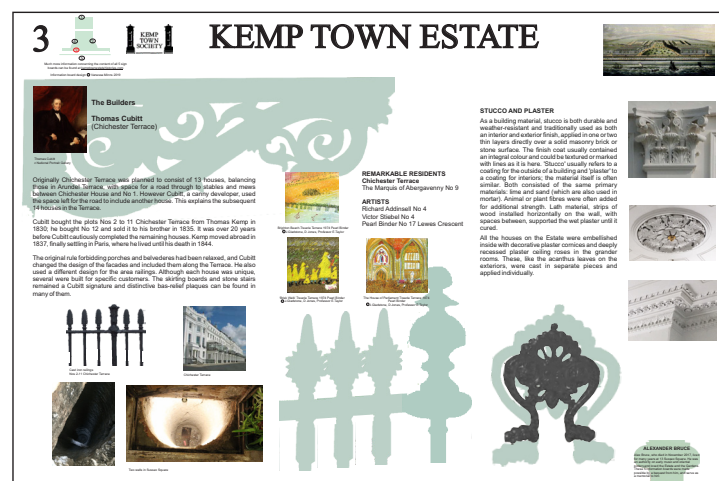 3
KEMP
TOWN
SOCIETY
KEMP TOWN ESTATE
The Builders
Thomas Cubitt
(Chichester Terrace)
Thomas Cubitt
Originally Chichester Terrace was planned to consist of 13 houses, balancing
those in Arundel Terrace, with space for a road through to stables and mews
between Chichester House and No 1. However Cubitt, a canny developer, used
the space left for the road to include another house. This explains the subsequent
14 houses in the Terrace.
Cubitt bought the plots Nos 2 to 11 Chichester Terrace from Thomas Kemp in
1830; he bought No 12 and sold it to his brother in 1835. It was over 20 years
before Cubitt cautiously completed the remaining houses. Kemp moved abroad in
1837, finally settling in Paris, where he lived until his death in 1844.
The original rule forbidding porches and belvederes had been relaxed, and Cubitt
changed the design of the facades and included them along the Terrace. He also
used a different design for the area railings. Although each house was unique,
several were built for specific customers. The skirting boards and stone stairs
remained a Cubitt signature and distinctive bas-relief plaques can be found in
many of them.
Cast iron railings
Nos 2-11 Chichester Terrace
Chichester Terrace
Two wells in Sussex Square
REMARKABLE RESIDENTS
Chichester Terrace
The Marquis of Abergavenny No 9
ARTISTS
Richard Addinsell No 4
Victor Stiebel No 4
Pearl Binder No 17 Lewes Crescent
STUCCO AND PLASTER
As a building material, stucco is both durable and
weather-resistant and traditionally used as both
an interior and exterior finish, applied in one or two
thin layers directly over a solid masonry brick or
stone surface. The finish coat usually contained
an integral colour and could be textured or marked
with lines as it is here. 'Stucco' usually refers to a
coating for the outside of a building and 'plaster' to
a coating for interiors; the material itself is often
similar. Both consisted of the same primary
materials: lime and sand (which are also used in
mortar). Animal or plant fibres were often added
for additional strength. Lath material, strips of
wood installed horizontally on the wall, with
spaces between, supported the wet plaster until it
cured.
All the houses on the Estate were embellished
inside with decorative plaster cornices and deeply
recessed plaster ceiling roses in the grander
rooms. These, like the acanthus leaves on the
exteriors, were cast in separate pieces and
applied individually.
ALEXANDER BRUCE